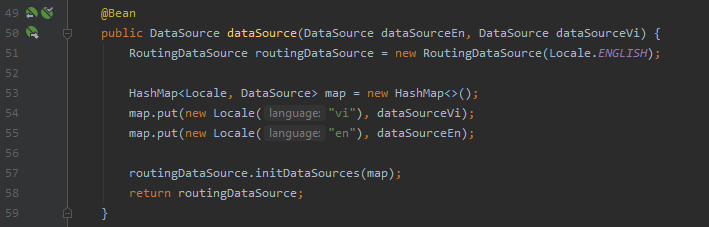 49 @Bean
50 public DataSource dataSource(DataSource dataSourceEn, DataSource dataSourceVi) {
51 RoutingDataSource routingDataSource = new RoutingDataSource(Locale.ENGLISH);
52
53 HashMap<Locale, DataSource> map = new HashMap<>();
54 map.put(new Locale( language: "vi"), dataSourceVi);
55 map.put(new Locale( language: "en"), dataSourceEn);
56
57 routingDataSource.initDataSources(map);
58 return routingDataSource;
59 }